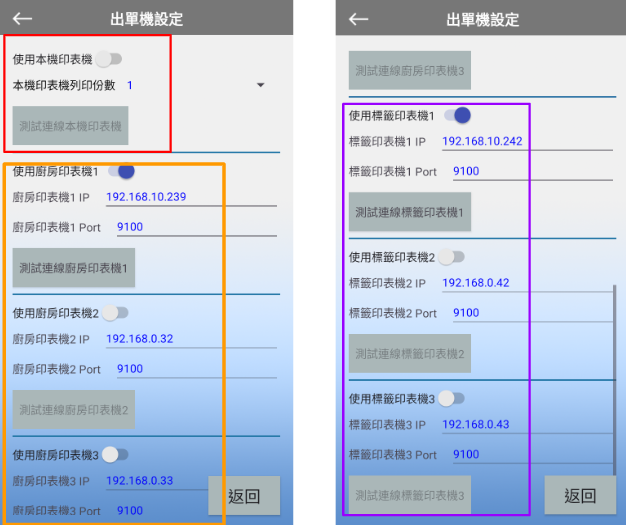 出單機設定
使用本機印表機
本機印表機列印份數 1
測試連線本機印表機
使用廚房印表機1
廚房印表機1 IP 192.168.10.239
廚房印表機1 Port 9100
測試連線廚房印表機1
使用廚房印表機2
廚房印表機2 IP 192.168.0.32
廚房印表機2 Port 9100
測試連線廚房印表機2
使用廚房印表機3
廚房印表機3 IP 192.168.0.33
廚房印表機3 Port 9100
返回
出單機設定
測試連線廚房印表機3
使用標籤印表機1
標籤印表機1 IP 192.168.10.242
標籤印表機1 Port 9100
測試連線標籤印表機1
使用標籤印表機2
標籤印表機2 IP 192.168.0.42
標籤印表機2 Port 9100
測試連線標籤印表機2
使用標籤印表機3
標籤印表機3 IP 192.168.0.43
標籤印表機3 Port 9100
測試連線標籤印表機3
返回